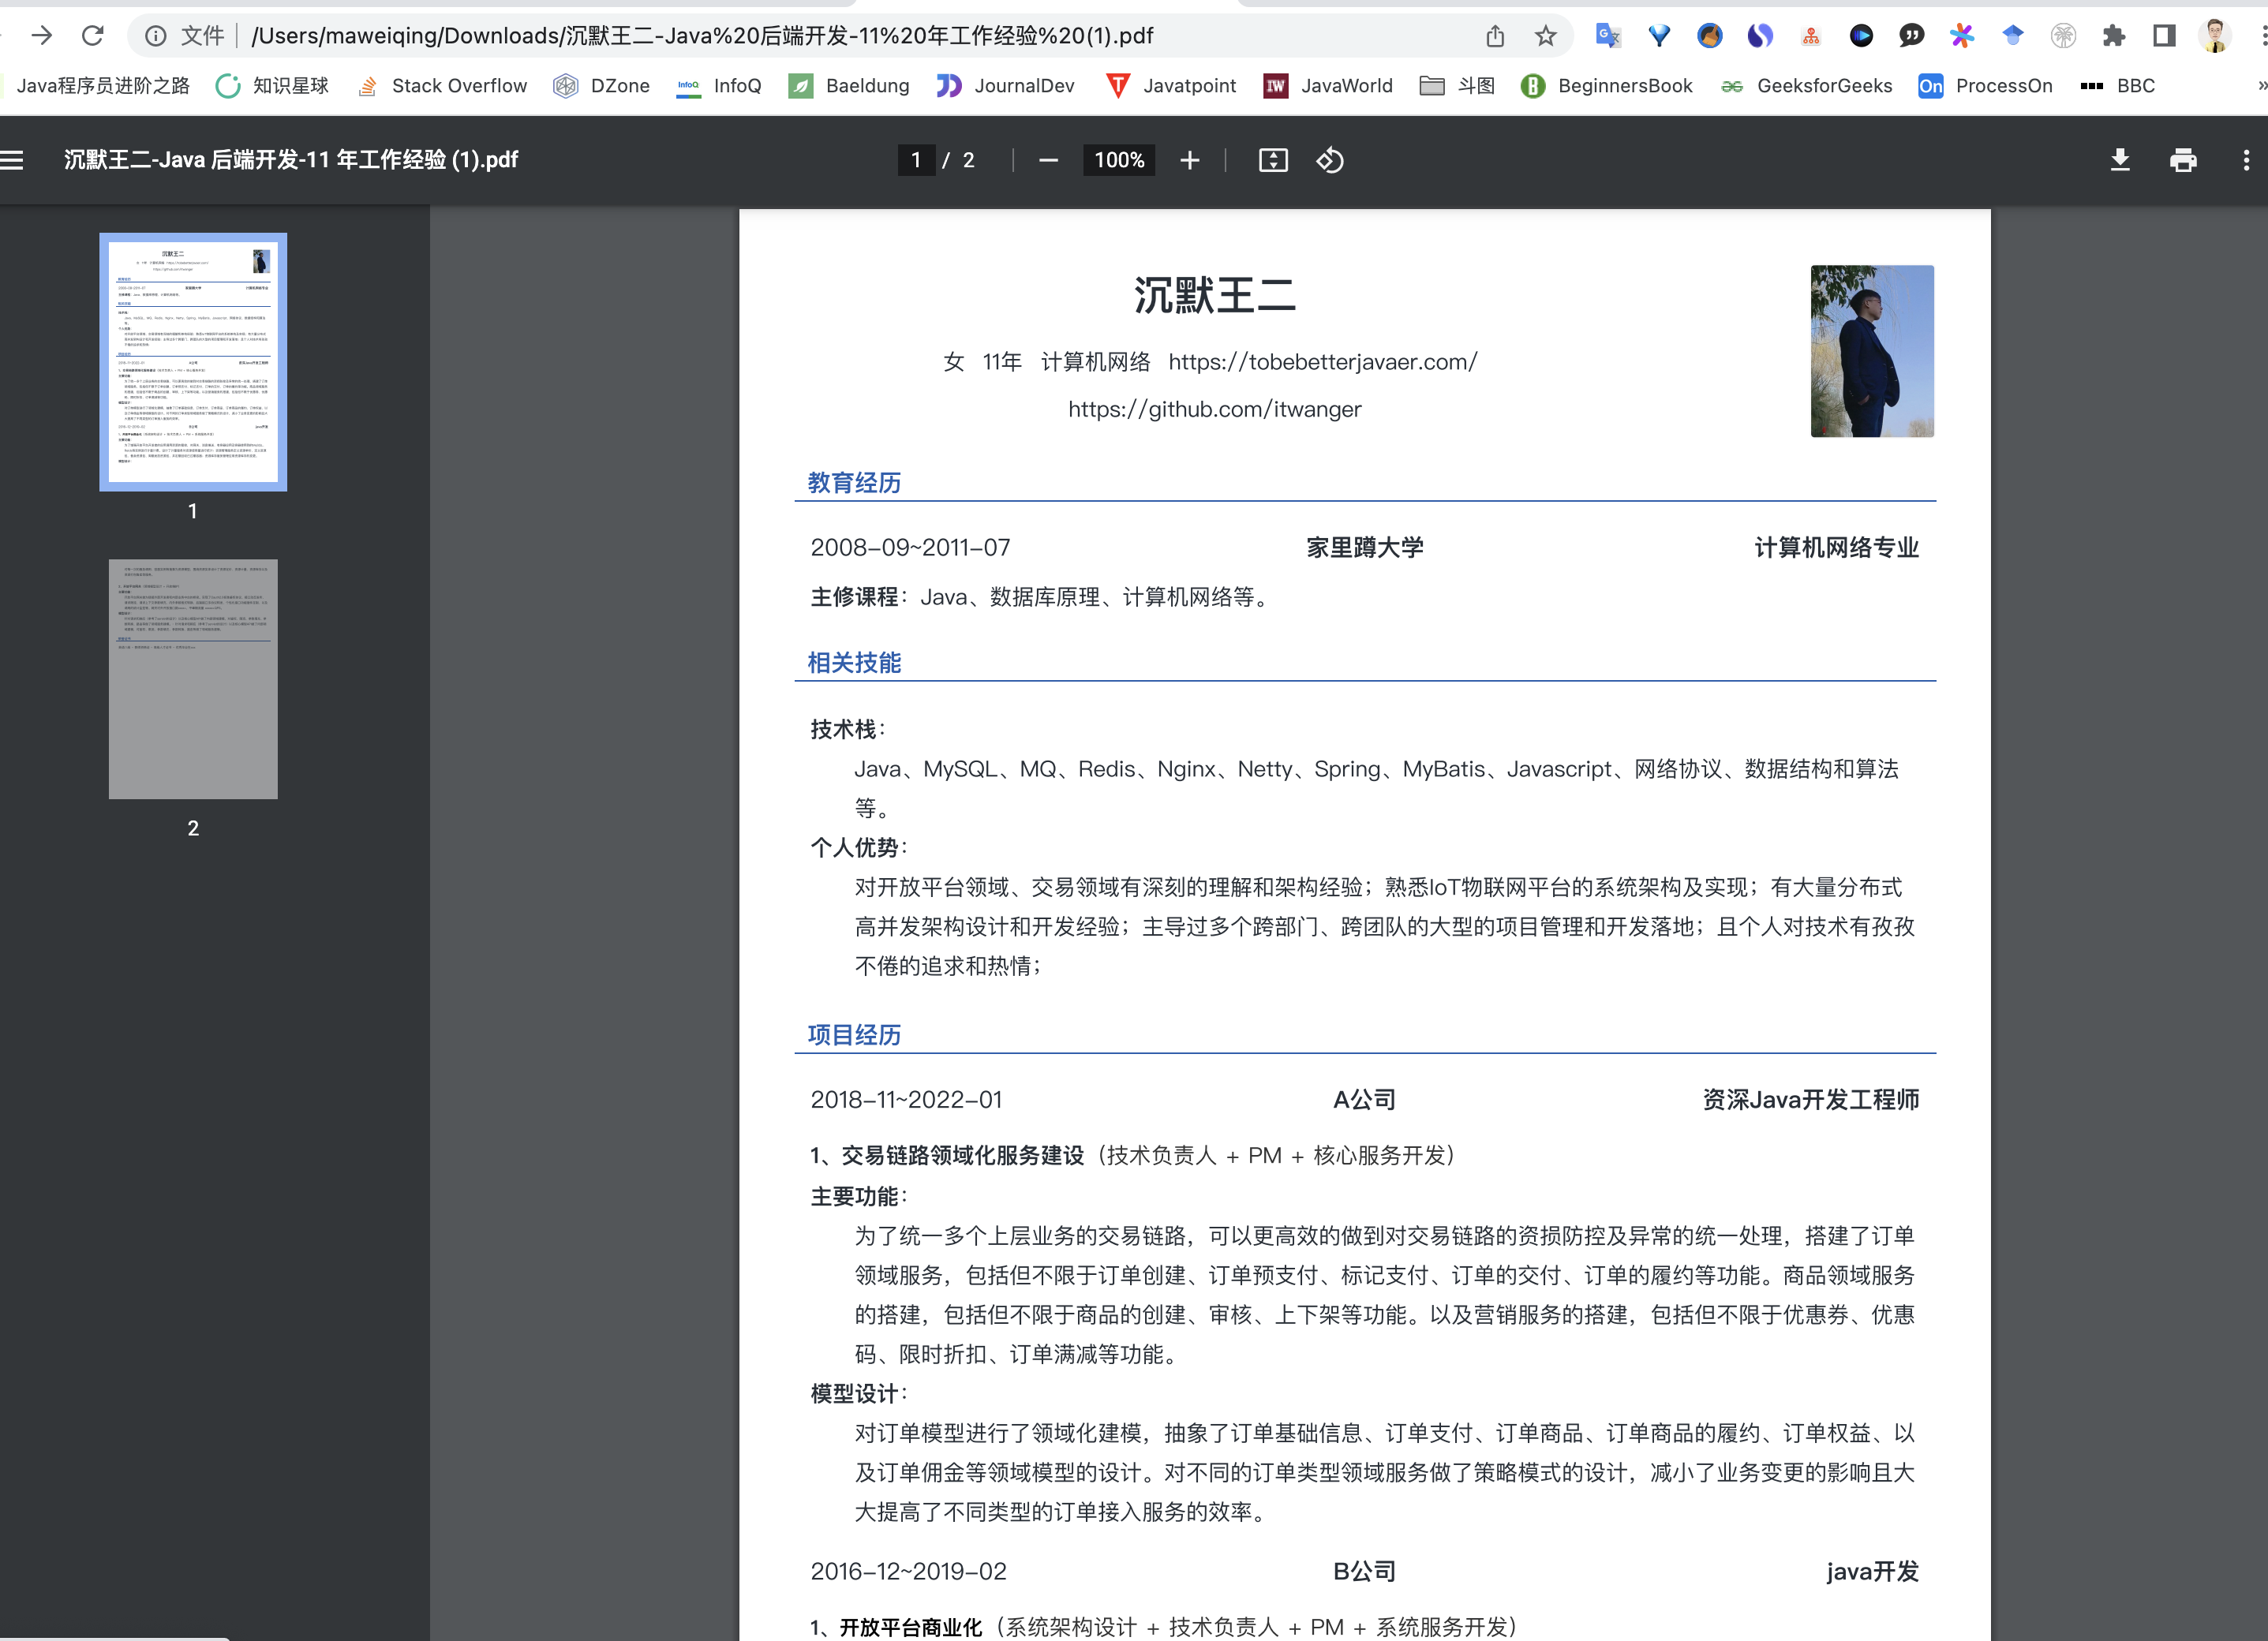 文件 /Users/maweiqing/Downloads/沉默王二-Java%20后端开发-11%20年工作经验%20(1).pdf
Java程序员进阶之路 知识星球 Stack Overflow DZone InfoQ InfoQ Baeldung JournalDev Javatpoint IW JavaWorld 斗图 B BeginnersBook GeeksforGeeks On ProcessOn BBC
沉默王二-Java 后端开发-11 年工作经验 (1).pdf 1 / 2 100%
1
2
沉默王二
女 11年 计算机网络 https://tobebetterjavaer.com/
https://github.com/itwanger
教育经历
2008-09~2011-07 家里蹲大学 计算机网络专业
主修课程：Java、数据库原理、计算机网络等。
相关技能
技术栈：
Java、MySQL、MQ、Redis、Nginx、Netty、Spring、MyBatis、Javascript、网络协议、数据结构和算法
等。
个人优势：
对开放平台领域、交易领域有深刻的理解和架构经验；熟悉IoT物联网平台的系统架构及实现；有大量分布式
高并发架构设计和开发经验；主导过多个跨部门、跨团队的大型的项目管理和开发落地；且个人对技术有孜孜
不倦的追求和热情；
项目经历
2018-11~2022-01 A公司 资深Java开发工程师
1、交易链路领域化服务建设（技术负责人 + PM + 核心服务开发）
主要功能：
为了统一多个上层业务的交易链路，可以更高效的做到对交易链路的资损防控及异常的统一处理，搭建了订单
领域服务，包括但不限于订单创建、订单预支付、标记支付、订单的交付、订单的履约等功能。商品领域服务
的搭建，包括但不限于商品的创建、审核、上下架等功能。以及营销服务的搭建，包括但不限于优惠券、优惠
码、限时折扣、订单满减等功能。
模型设计：
对订单模型进行了领域化建模，抽象了订单基础信息、订单支付、订单商品、订单商品的履约、订单权益、以
及订单佣金等领域模型的设计。对不同的订单类型领域服务做了策略模式的设计，减小了业务变更的影响且大
大提高了不同类型的订单接入服务的效率。
2016-12~2019-02 B公司 java开发
1、开放平台商业化（系统架构设计 + 技术负责人 + PM + 系统服务开发）